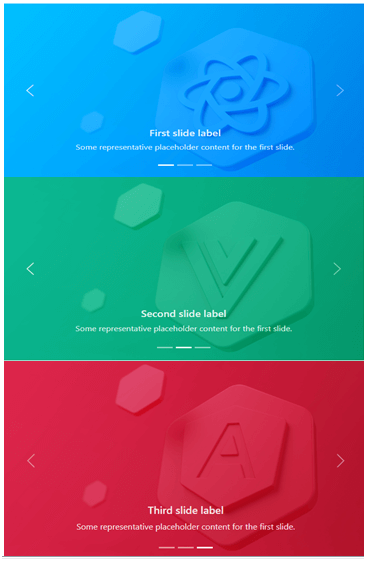 First slide label
Some representative placeholder content for the first slide.
Second slide label
Some representative placeholder content for the first slide.
A
Third slide label
Some representative placeholder content for the first slide.